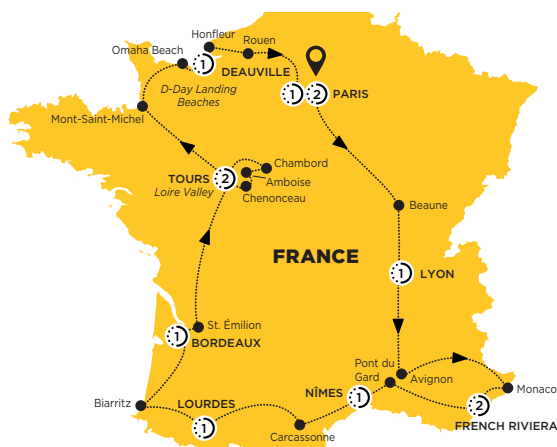 Honfleur
Rouen
Omaha Beach
1
DEAUVILLE
D-Day Landing
Beaches
1
2
PARIS
Mont-Saint-Michel
Chambord
TOURS
2
Amboise
Loire Valley
Chenonceau
Beaune
FRANCE
1
LYON
St. Émilion
1
BORDEAUX
Pont du
Gard
Avignon
Monaco
NÎMES
1
2
Biarritz
LOURDES
FRENCH RIVIERA
1
Carcassonne